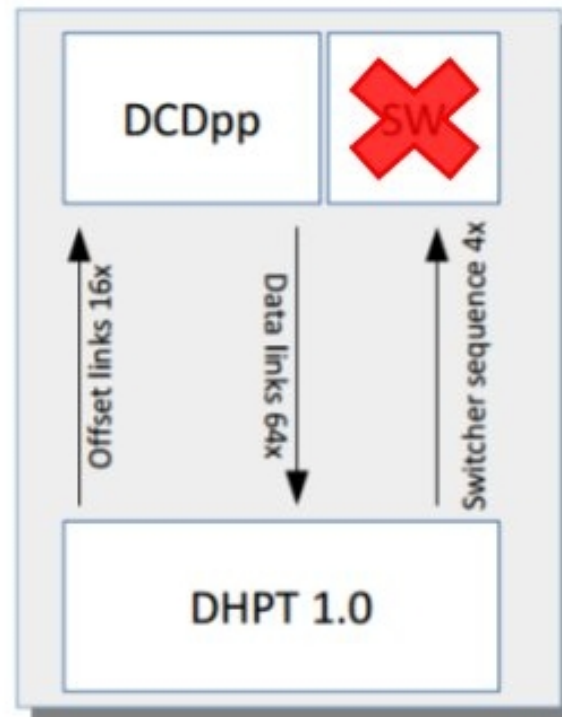 DCDpp
SW
Offset links 16x
Data links 64x
Switcher sequence 4x
DHPT 1.0